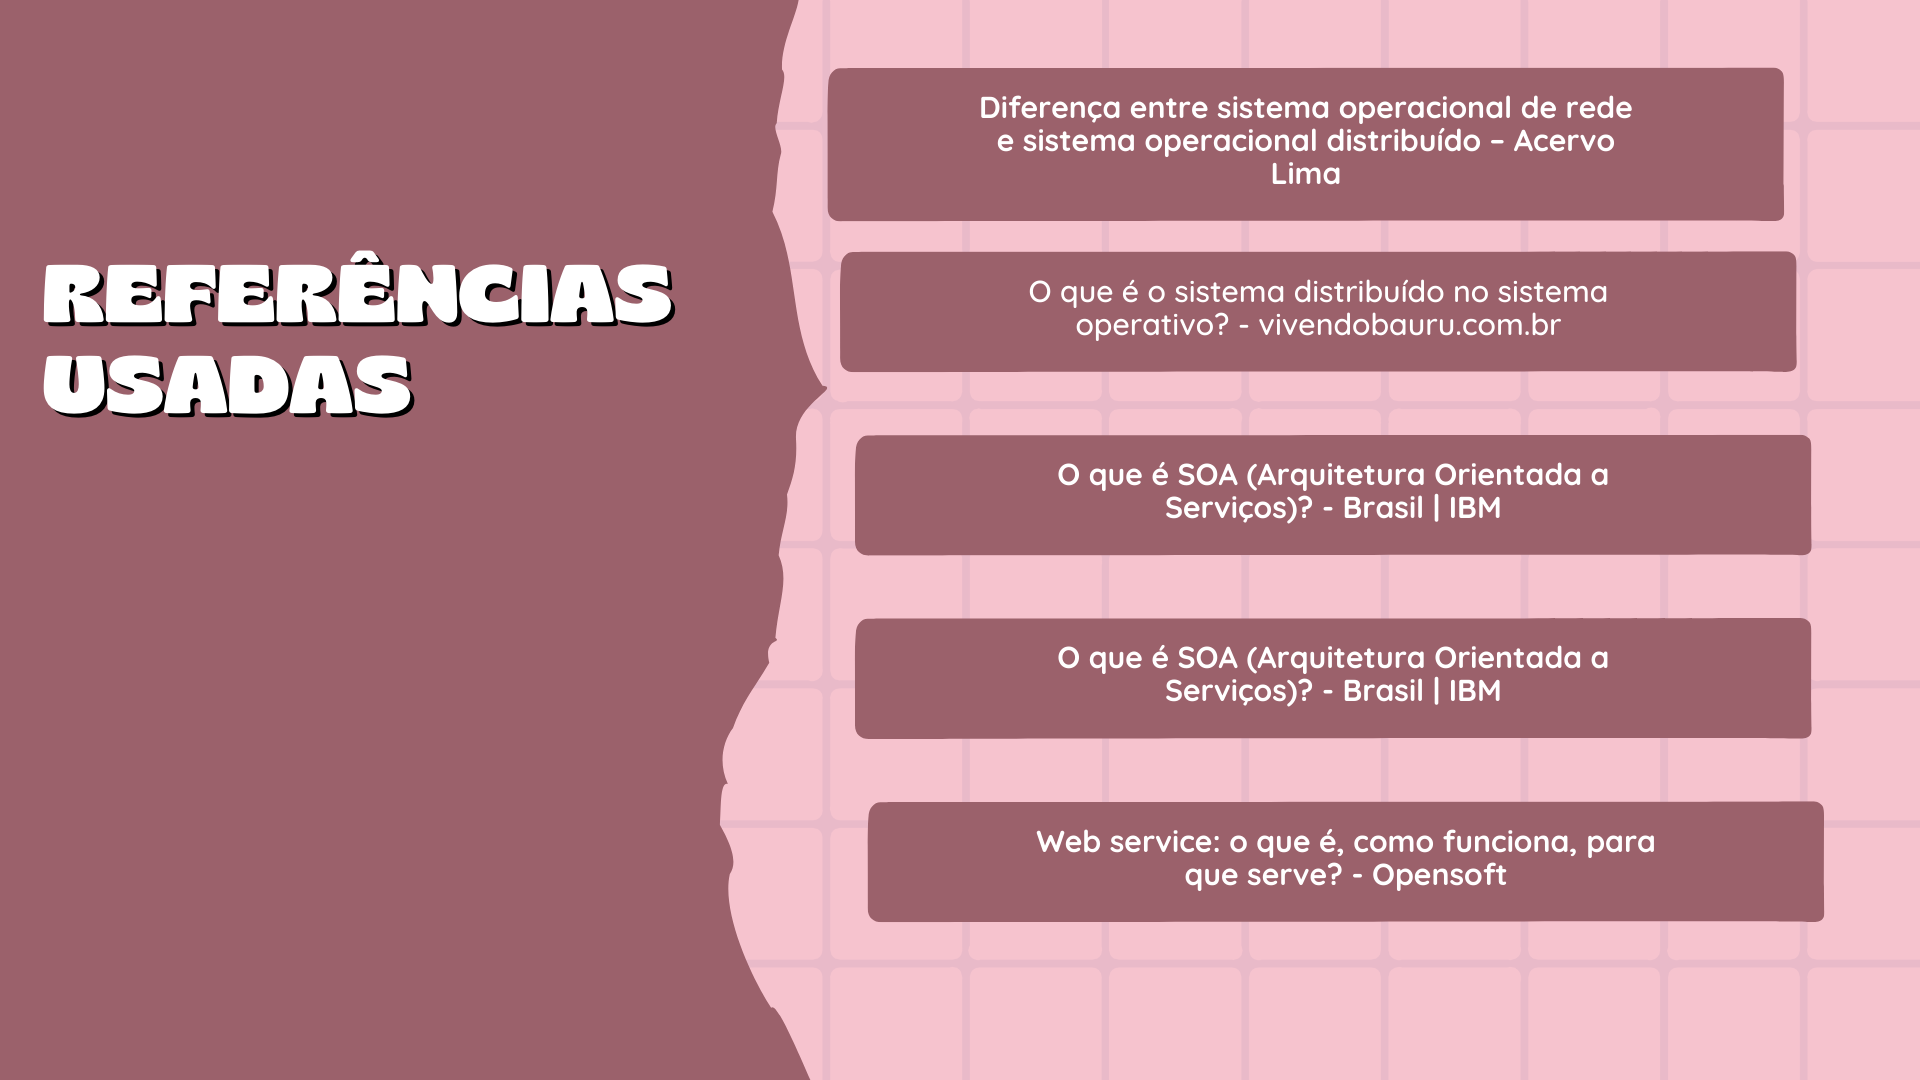 REFERÊNCIAS
USADAS
Diferença entre sistema operacional de rede
e sistema operacional distribuído – Acervo
Lima
O que é o sistema distribuído no sistema
operativo? - vivendobauru.com.br
O que é SOA (Arquitetura Orientada a
Serviços)? - Brasil | IBM
O que é SOA (Arquitetura Orientada a
Serviços)? - Brasil | IBM
Web service: o que é, como funciona, para
que serve? - Opensoft